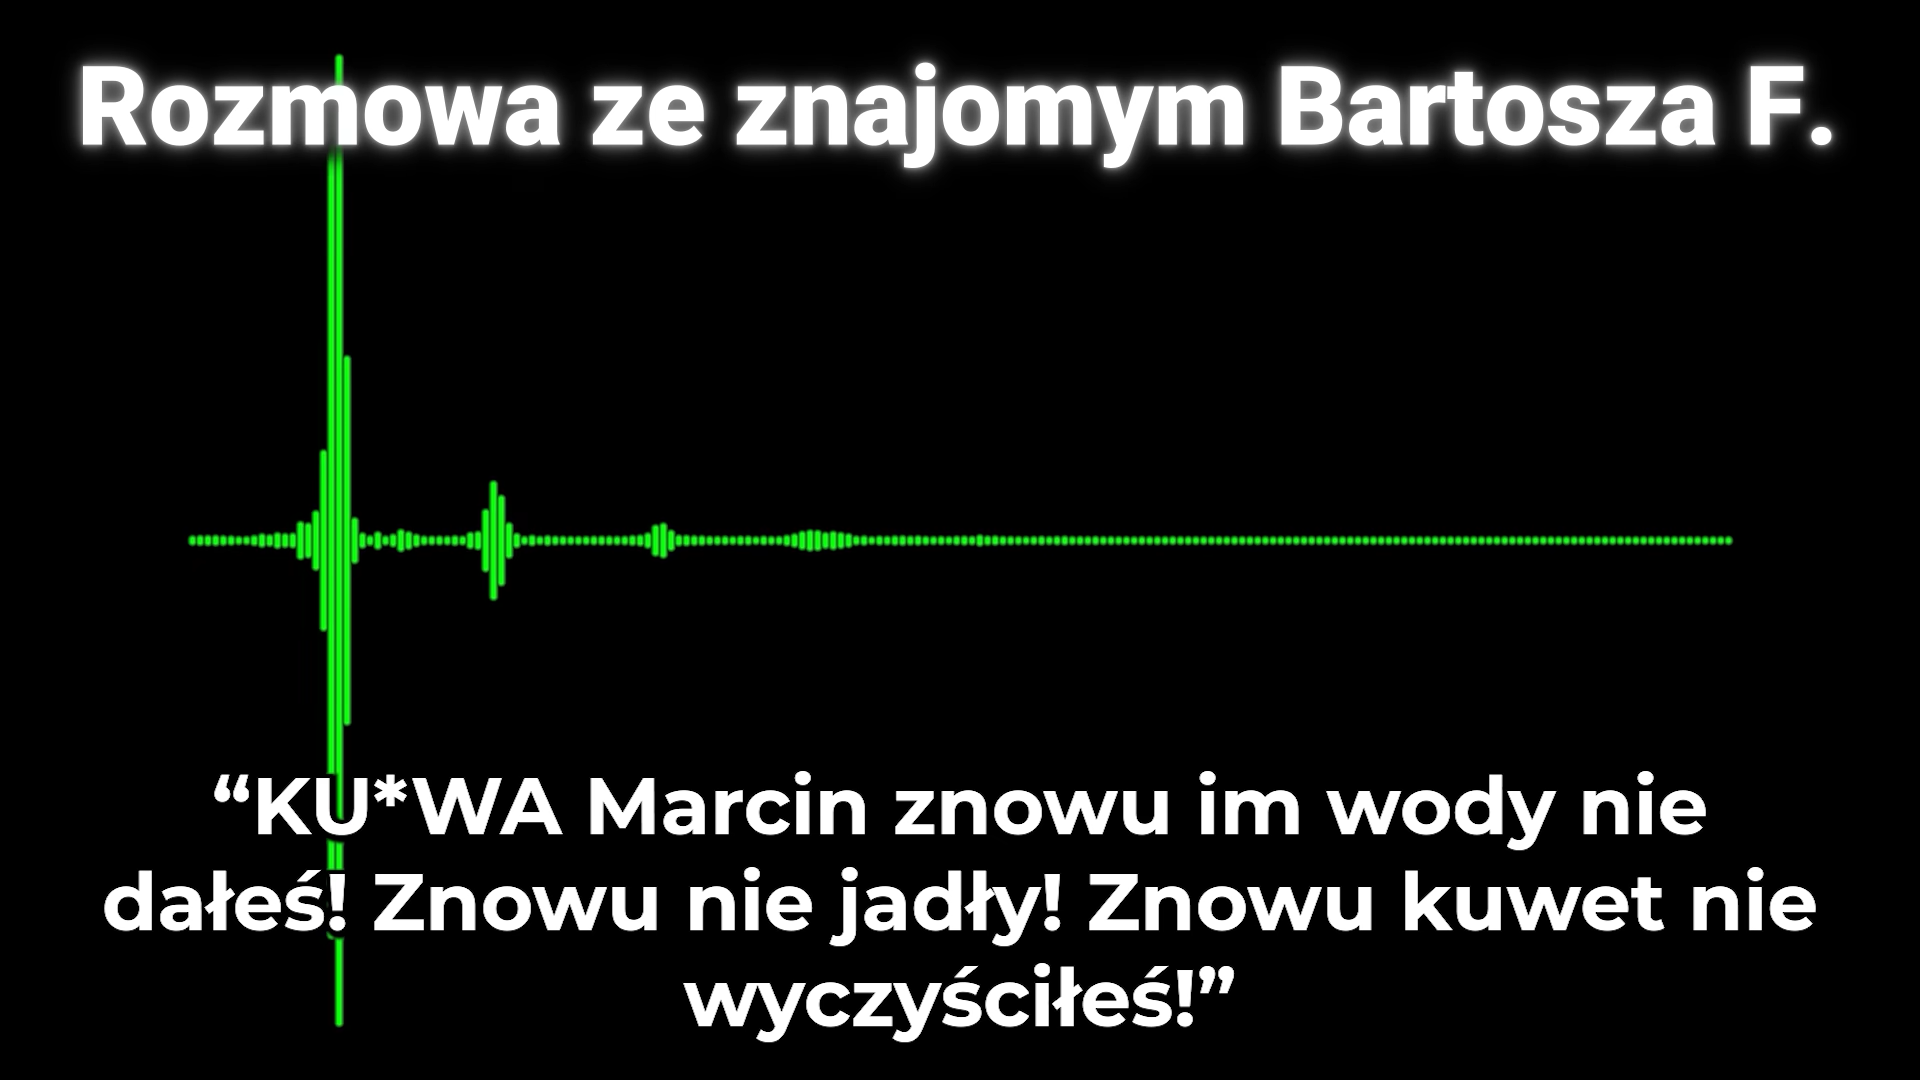 Rozmowa ze znajomym Bartosza F.
“KU*WA Marcin znowu im wody nie
dałeś! Znowu nie jadły! Znowu kuwet nie
wyczyściłeś!”